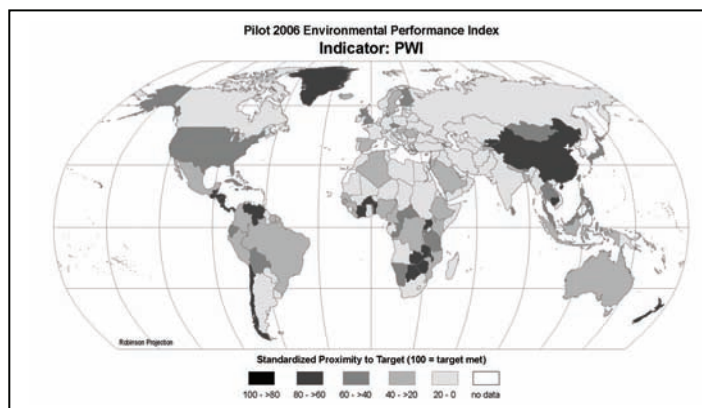 Pilot 2006 Environmental Performance Index
Indicator: PWI
Robinson Projection
Standardized Proximity to Target (100 = target met)
100 - >80 80 - >60 60 - >40 40 - >20 20 - 0 no data